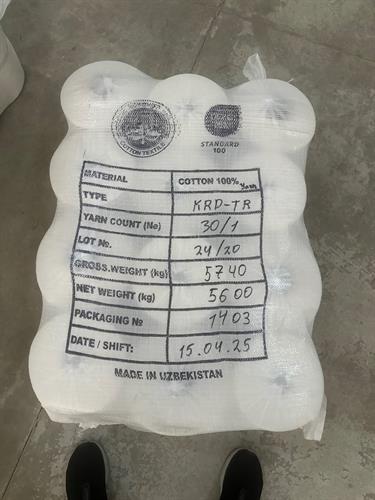 COTTON TEXTILE
STANDARD
100
MATERIAL COTTON 100% Yarn
TYPE KRD-TR
YARN COUNT (Ne) 30/1
LOT №. 24/20
GROSS.WEIGHT (kg) 57.40
NET WEIGHT (kg) 56.00
PACKAGING № 1403
DATE / SHIFT: 15.04.25
MADE IN UZBEKISTAN